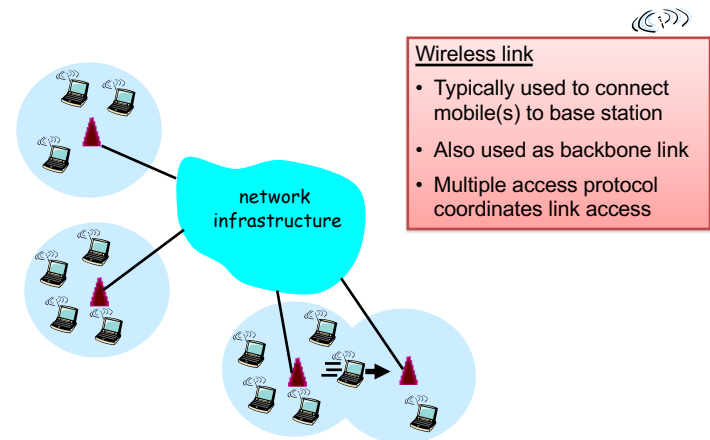 Wireless link
• Typically used to connect
mobile(s) to base station
• Also used as backbone link
• Multiple access protocol
coordinates link access
network
infrastructure